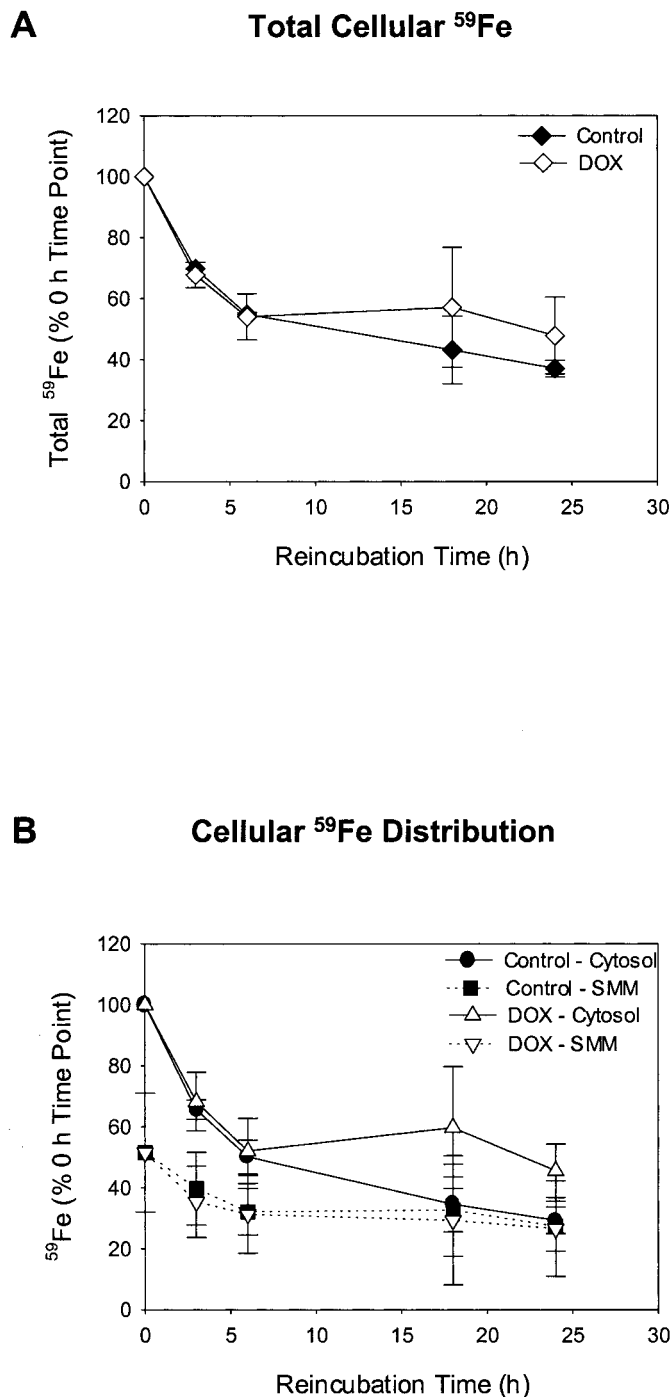 A Total Cellular ⁵⁹Fe
Control
DOX
Total ⁵⁹Fe (% 0 h Time Point)
120
100
80
60
40
20
0
0 5 10 15 20 25 30
Reincubation Time (h)
B Cellular ⁵⁹Fe Distribution
Control - Cytosol
Control - SMM
DOX - Cytosol
DOX - SMM
⁵⁹Fe (% 0 h Time Point)
120
100
80
60
40
20
0
0 5 10 15 20 25 30
Reincubation Time (h)